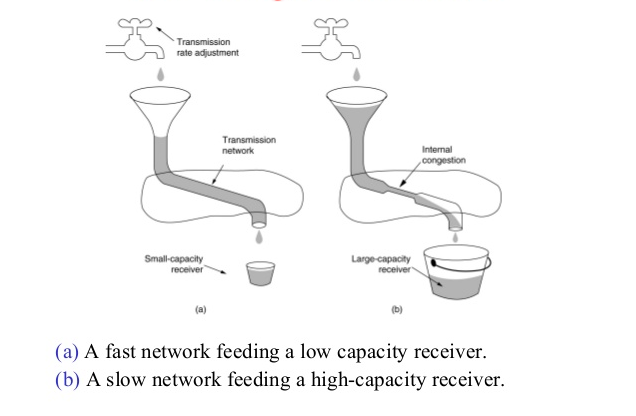 Transmission
rate adjustment
Transmission
network
Internal
congestion
Small-capacity
receiver
Large-capacity
receiver
(a)
(b)
(a) A fast network feeding a low capacity receiver.
(b) A slow network feeding a high-capacity receiver.